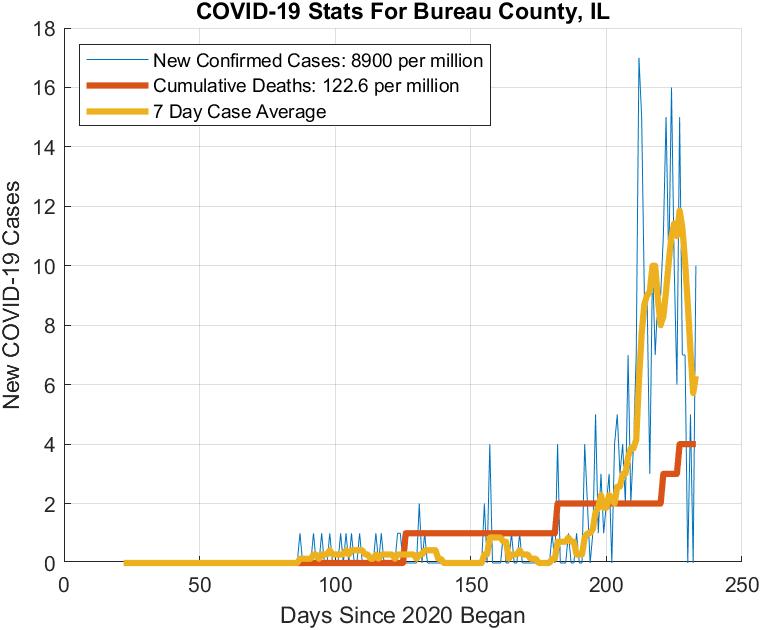 COVID-19 Stats For Bureau County, IL
New Confirmed Cases: 8900 per million
Cumulative Deaths: 122.6 per million
7 Day Case Average
New COVID-19 Cases
18
16
14
12
10
8
6
4
2
0
0 50 100 150 200 250
Days Since 2020 Began